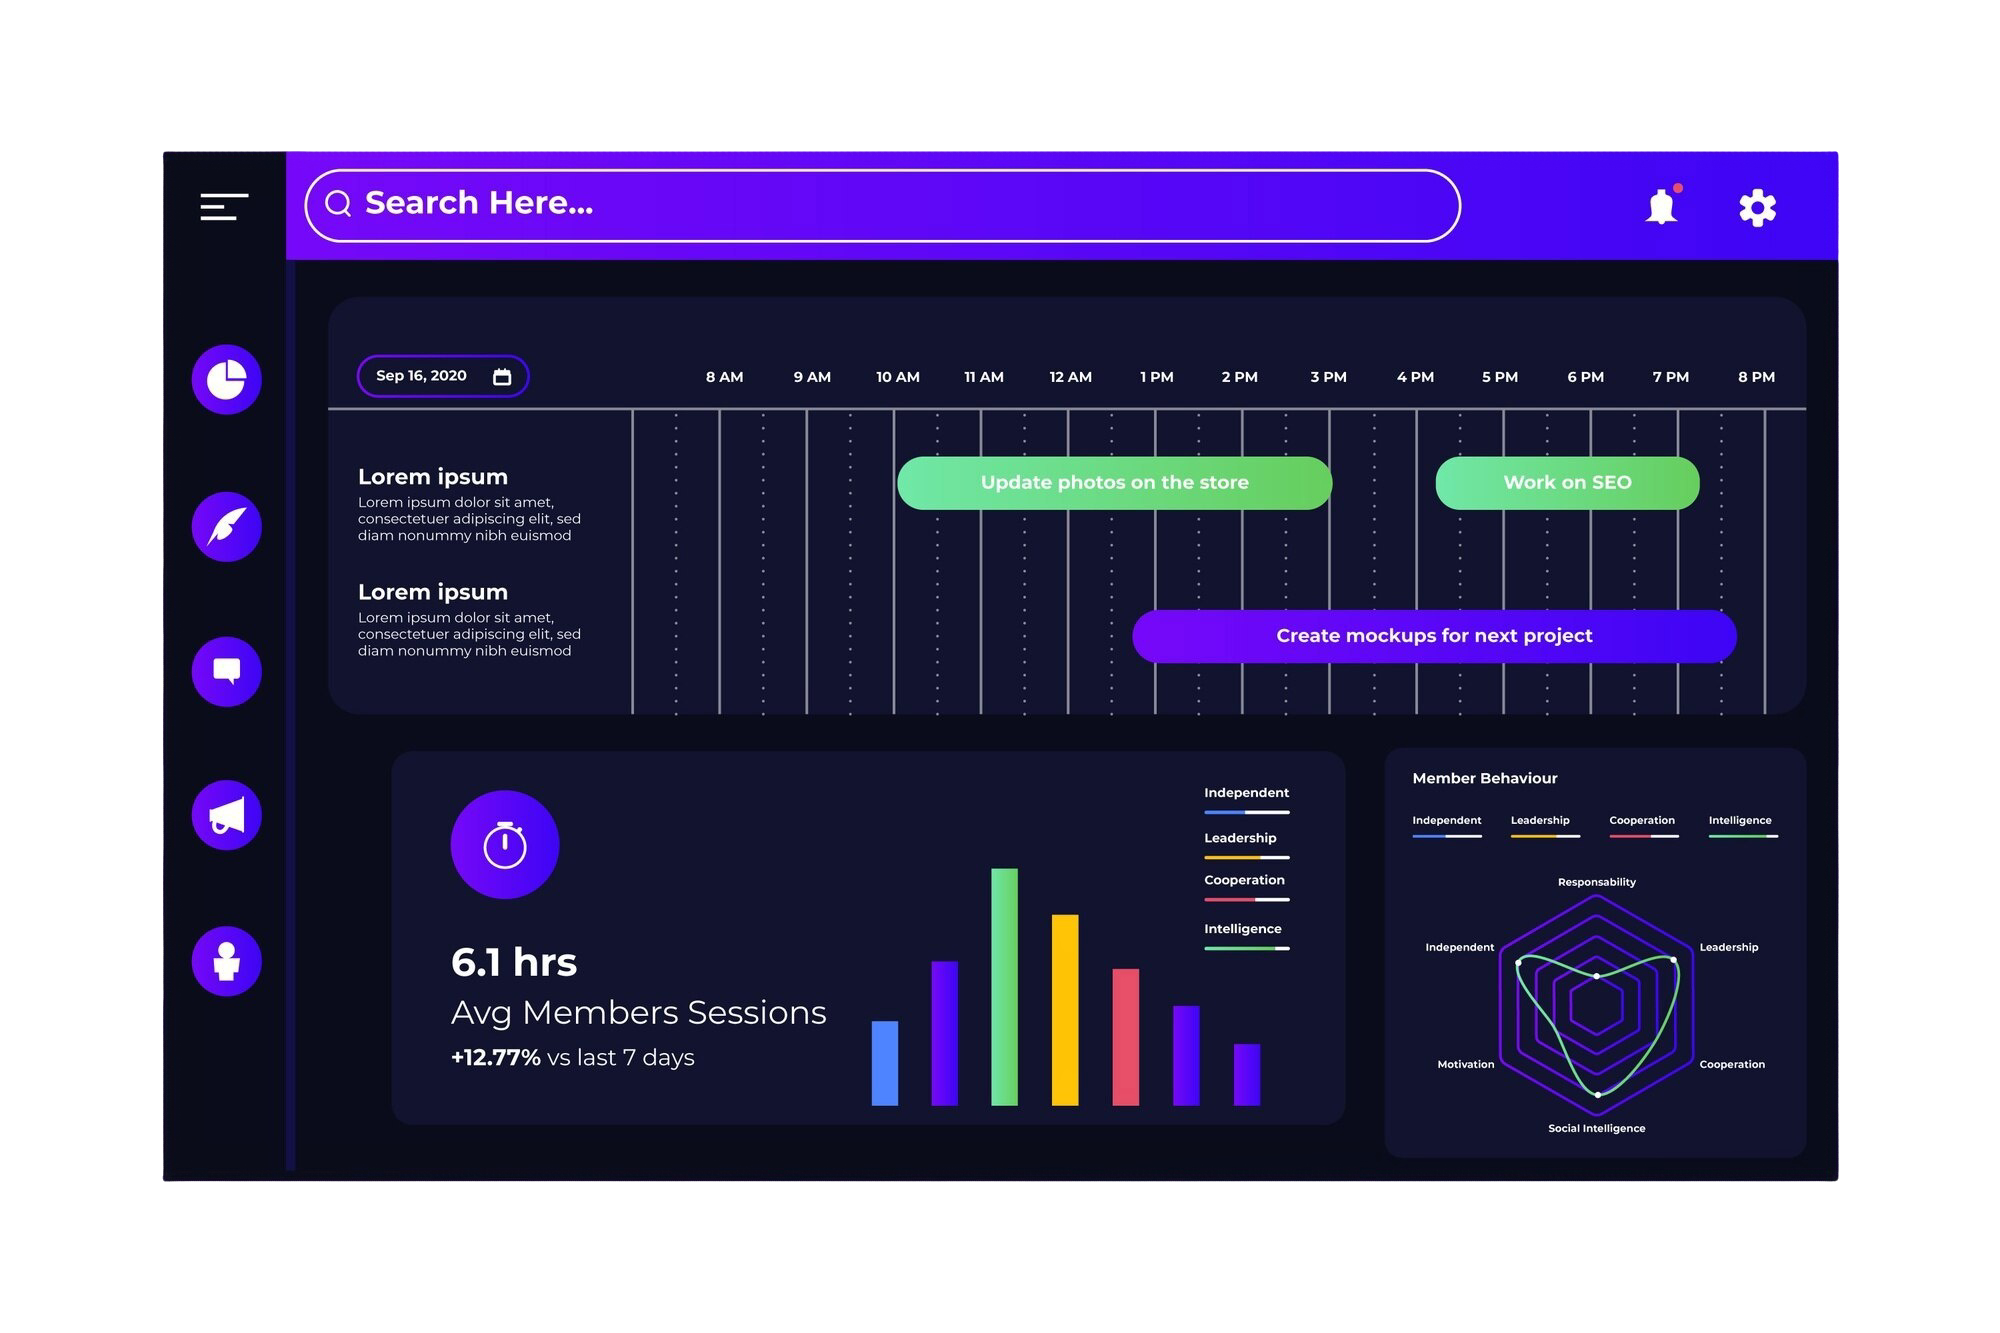 Search Here...
Sep 16, 2020
8 AM 9 AM 10 AM 11 AM 12 AM 1 PM 2 PM 3 PM 4 PM 5 PM 6 PM 7 PM 8 PM
Lorem ipsum
Lorem ipsum dolor sit amet,
consectetuer adipiscing elit, sed
diam nonummy nibh euismod
Update photos on the store
Work on SEO
Lorem ipsum
Lorem ipsum dolor sit amet,
consectetuer adipiscing elit, sed
diam nonummy nibh euismod
Create mockups for next project
6.1 hrs
Avg Members Sessions
+12.77% vs last 7 days
Independent
Leadership
Cooperation
Intelligence
Member Behaviour
Independent Leadership Cooperation Intelligence
Responsability
Independent Leadership
Motivation Cooperation
Social Intelligence